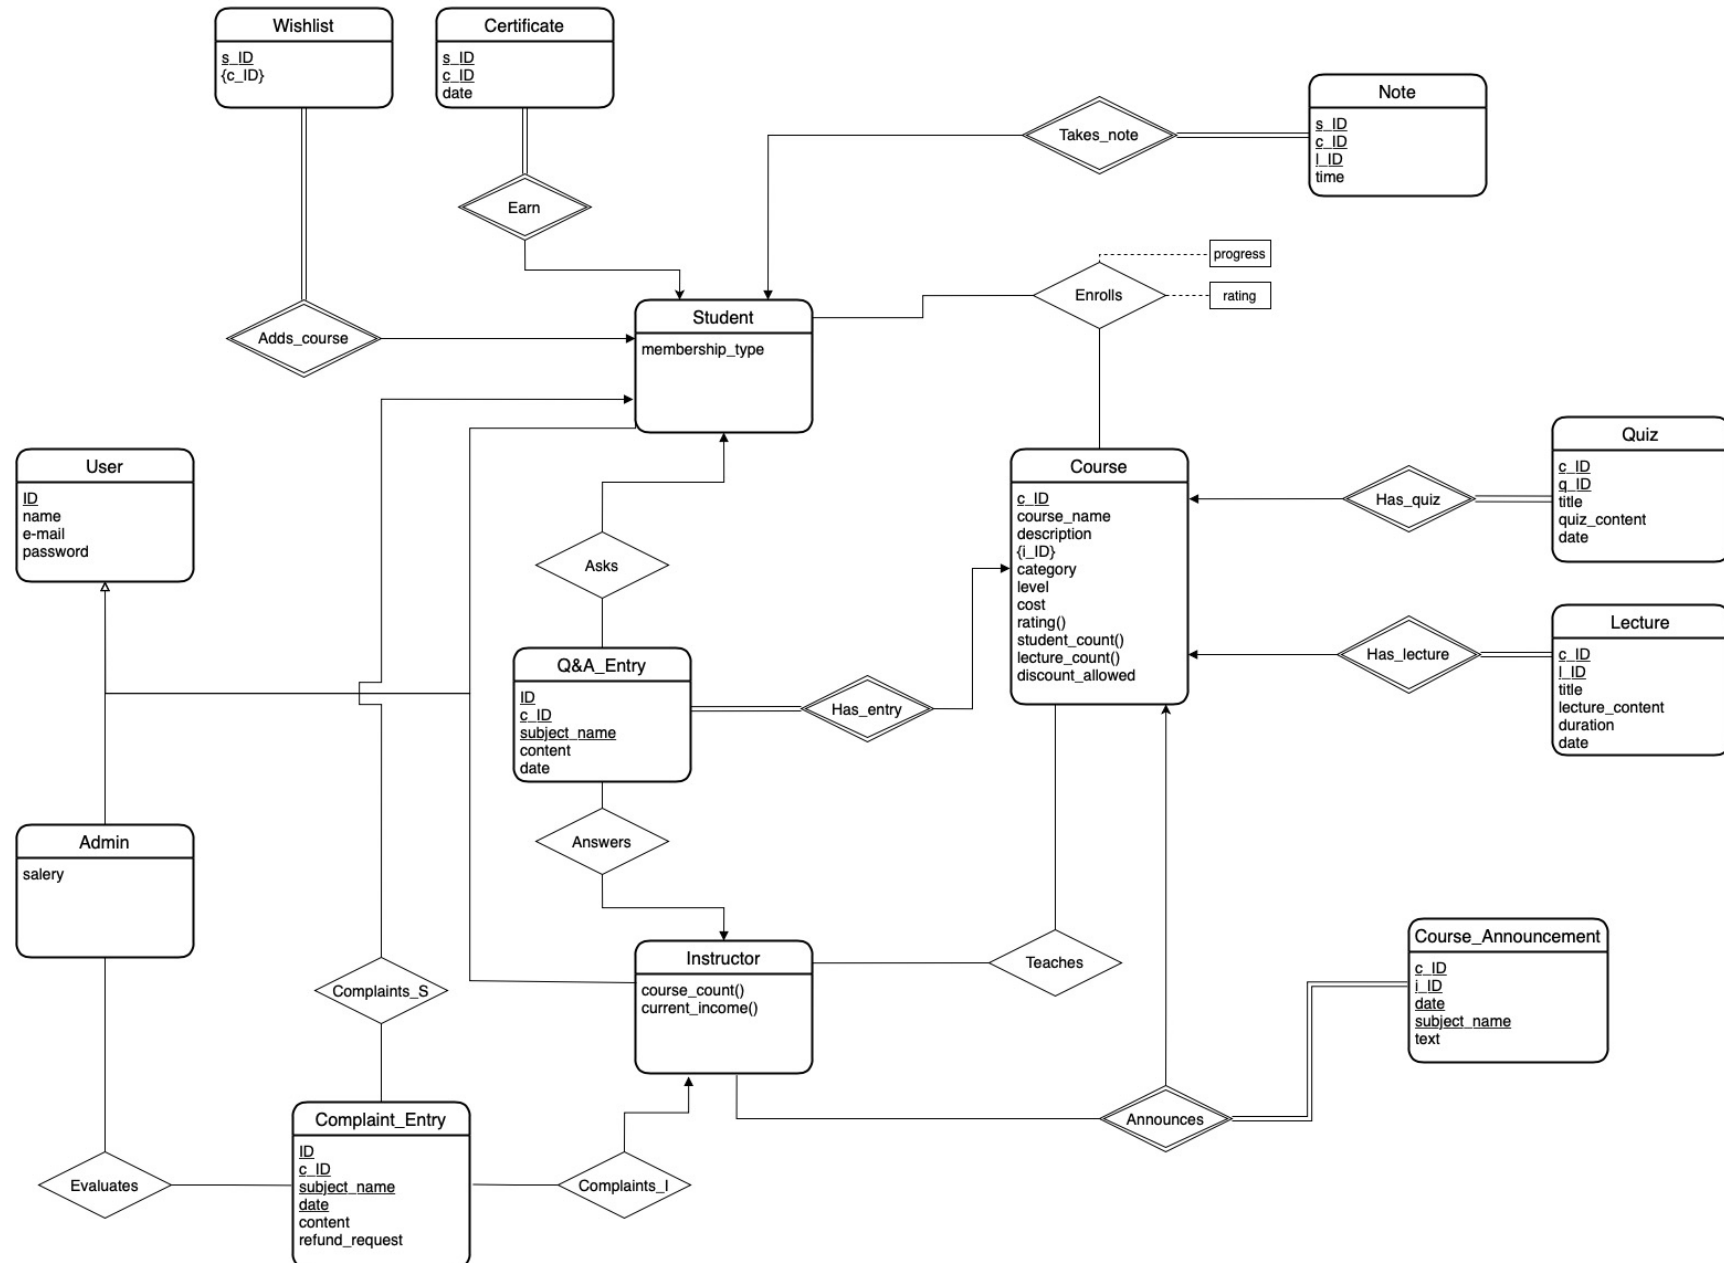 Wishlist
s_ID
{c_ID}
Certificate
s_ID
c_ID
date
Note
s_ID
c_ID
l_ID
time
Takes_note
Earn
progress
Enrolls
rating
Adds_course
Student
membership_type
User
ID
name
e-mail
password
Course
c_ID
course_name
description
{i_ID}
category
level
cost
rating()
student_count()
lecture_count()
discount_allowed
Has_quiz
Quiz
c_ID
q_ID
title
quiz_content
date
Asks
Has_lecture
Lecture
c_ID
l_ID
title
lecture_content
duration
date
Q&A_Entry
ID
c_ID
subject_name
content
date
Has_entry
Answers
Admin
salery
Instructor
course_count()
current_income()
Teaches
Course_Announcement
c_ID
i_ID
date
subject_name
text
Complaints_S
Announces
Complaint_Entry
ID
c_ID
subject_name
date
content
refund_request
Evaluates
Complaints_I